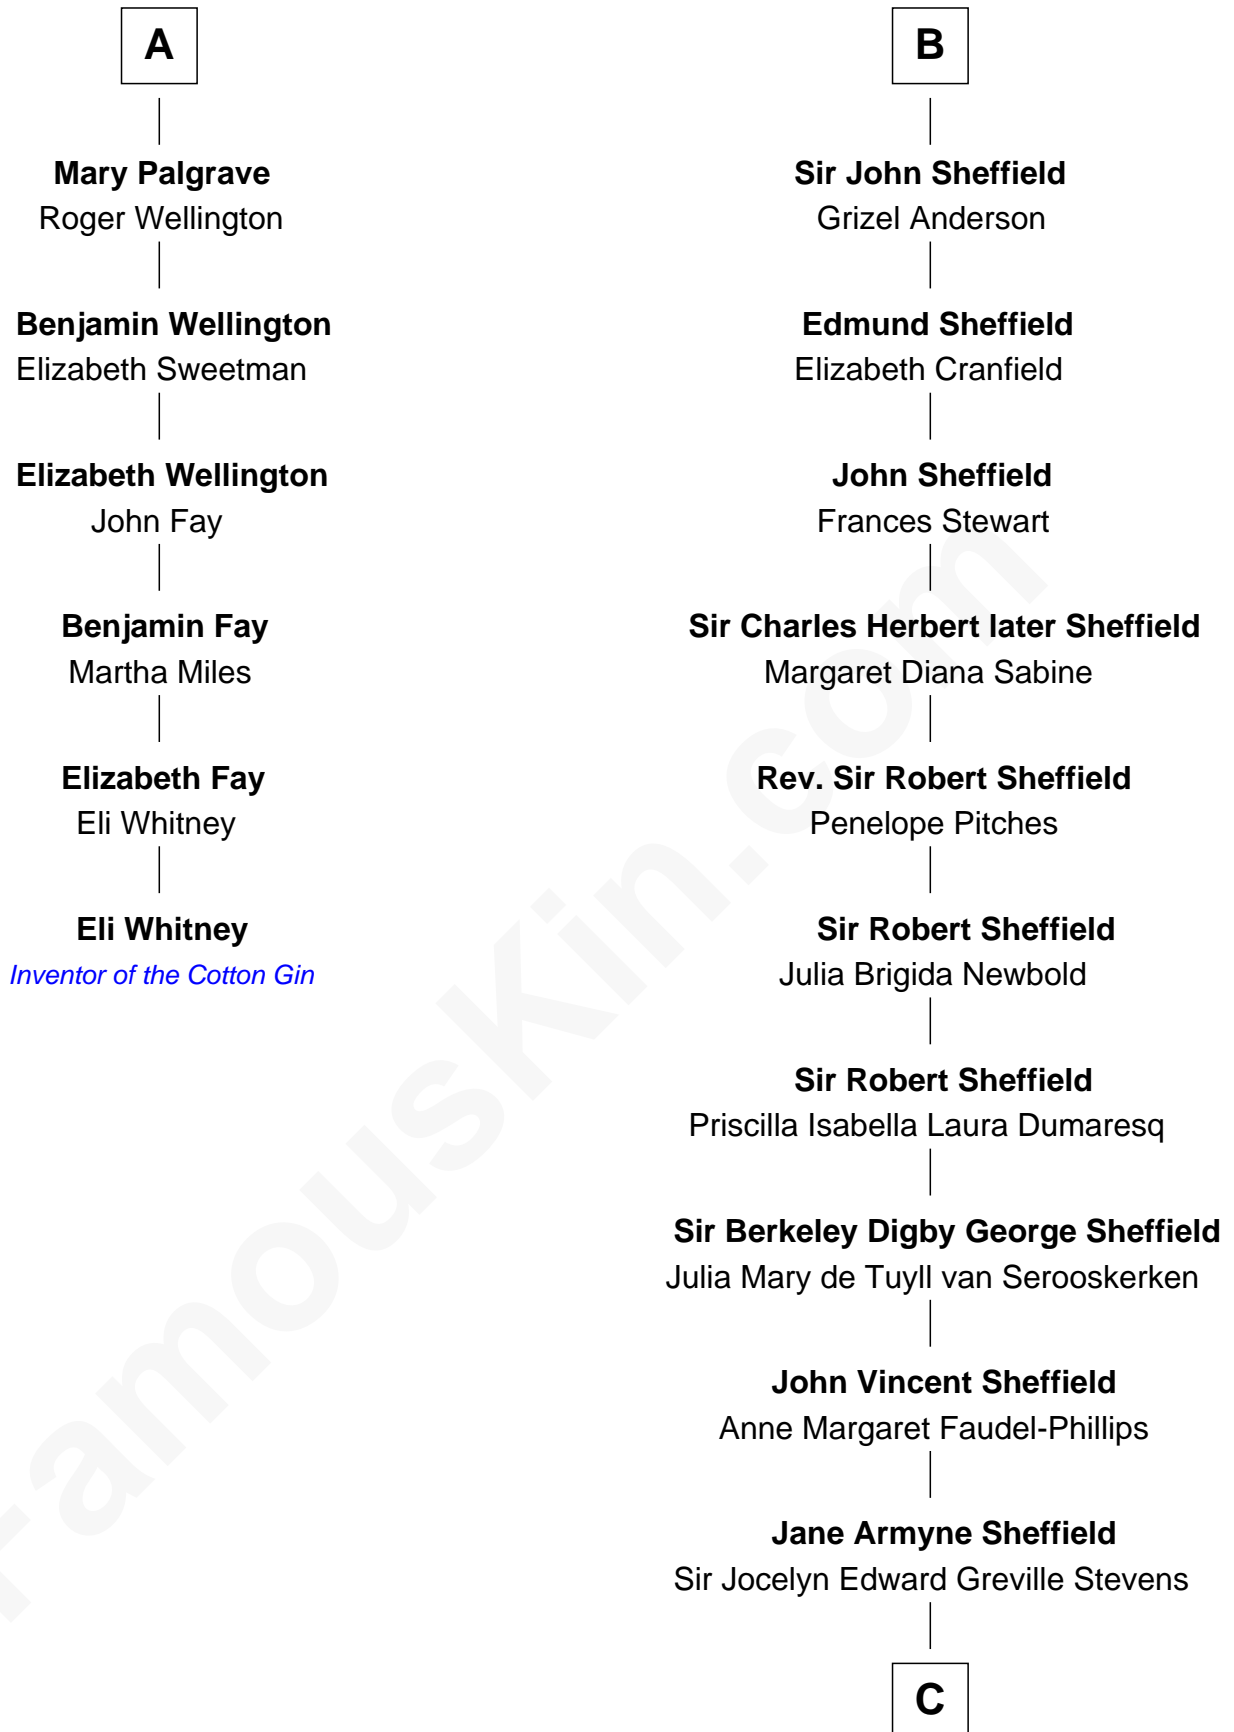 A
Mary Palgrave
Roger Wellington
Benjamin Wellington
Elizabeth Sweetman
Elizabeth Wellington
John Fay
Benjamin Fay
Martha Miles
Elizabeth Fay
Eli Whitney
Eli Whitney
Inventor of the Cotton Gin
B
Sir John Sheffield
Grizel Anderson
Edmund Sheffield
Elizabeth Cranfield
John Sheffield
Frances Stewart
Sir Charles Herbert later Sheffield
Margaret Diana Sabine
Rev. Sir Robert Sheffield
Penelope Pitches
Sir Robert Sheffield
Julia Brigida Newbold
Sir Robert Sheffield
Priscilla Isabella Laura Dumaresq
Sir Berkeley Digby George Sheffield
Julia Mary de Tuyll van Serooskerken
John Vincent Sheffield
Anne Margaret Faudel-Phillips
Jane Armyne Sheffield
Sir Jocelyn Edward Greville Stevens
C
FamousKin.com